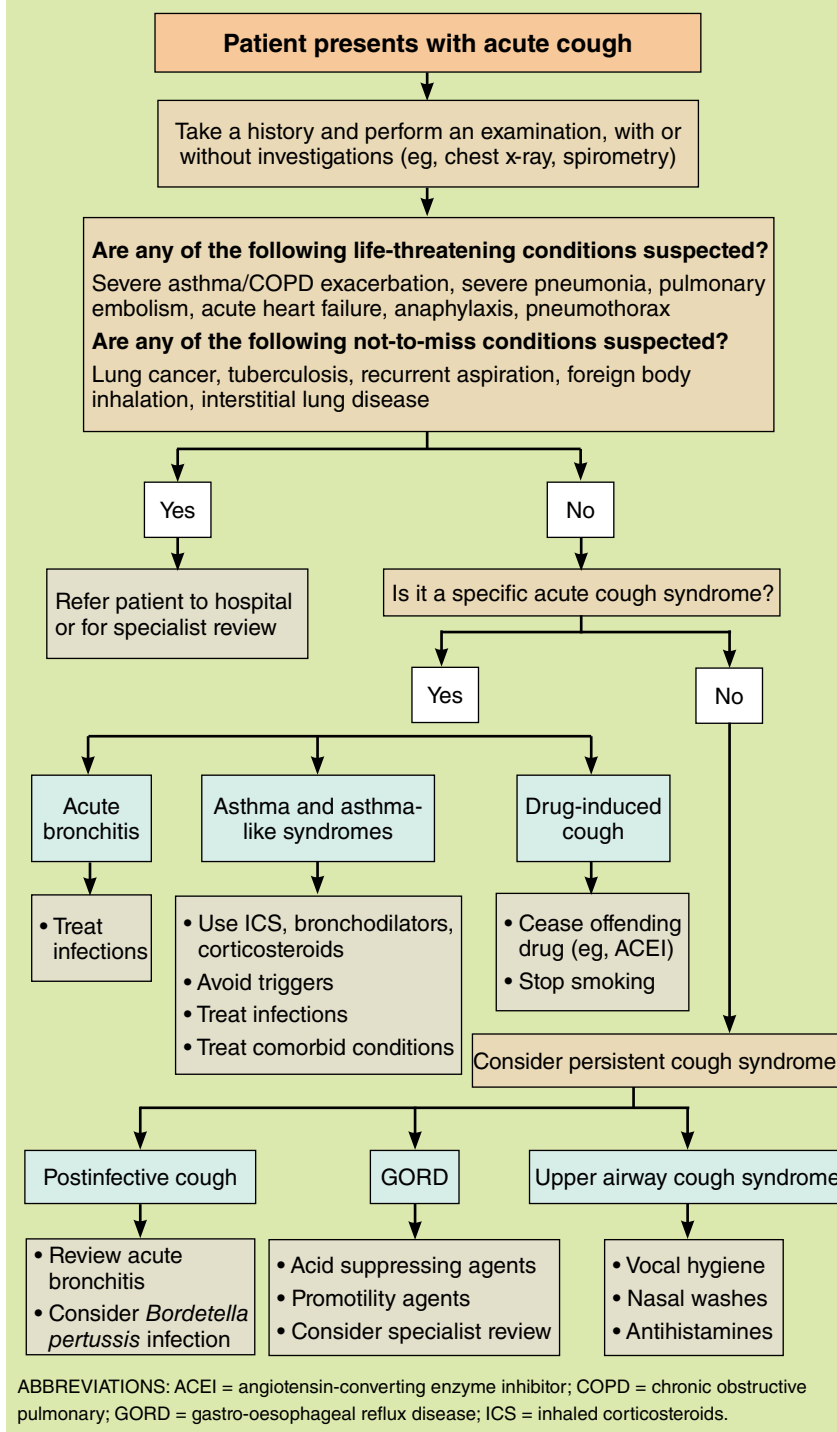 Patient presents with acute cough
Take a history and perform an examination, with or
without investigations (eg, chest x-ray, spirometry)
Are any of the following life-threatening conditions suspected?
Severe asthma/COPD exacerbation, severe pneumonia, pulmonary
embolism, acute heart failure, anaphylaxis, pneumothorax
Are any of the following not-to-miss conditions suspected?
Lung cancer, tuberculosis, recurrent aspiration, foreign body
inhalation, interstitial lung disease
Yes
No
Refer patient to hospital
or for specialist review
Is it a specific acute cough syndrome?
Yes
No
Acute
bronchitis
Asthma and asthma-
like syndromes
Drug-induced
cough
• Treat
infections
• Use ICS, bronchodilators,
corticosteroids
• Avoid triggers
• Treat infections
• Treat comorbid conditions
• Cease offending
drug (eg, ACEI)
• Stop smoking
Consider persistent cough syndrome
Postinfective cough
GORD
Upper airway cough syndrome
• Review acute
bronchitis
• Consider Bordetella
pertussis infection
• Acid suppressing agents
• Promotility agents
• Consider specialist review
• Vocal hygiene
• Nasal washes
• Antihistamines
ABBREVIATIONS: ACEI = angiotensin-converting enzyme inhibitor; COPD = chronic obstructive
pulmonary; GORD = gastro-oesophageal reflux disease; ICS = inhaled corticosteroids.